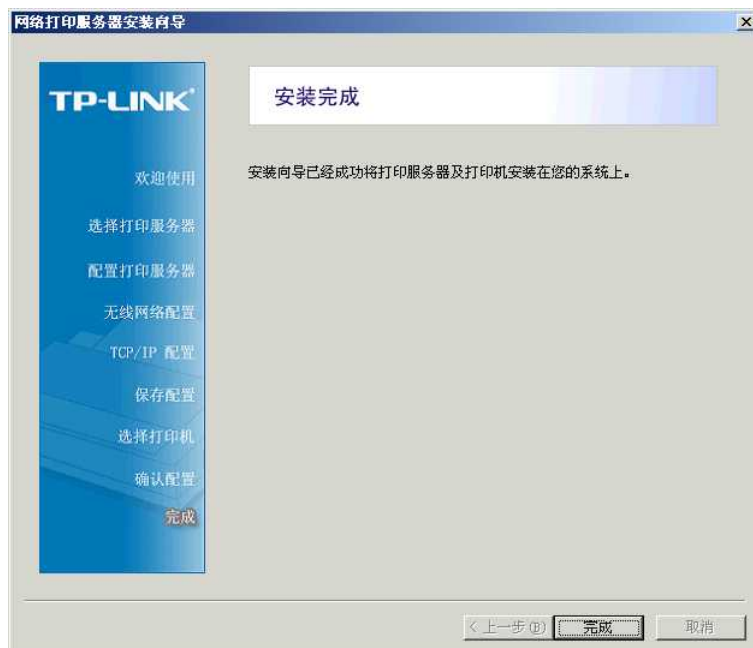 网络打印服务器安装向导
TP-LINK
安装完成
安装向导已经成功将打印服务器及打印机安装在您的系统上。
欢迎使用
选择打印服务器
配置打印服务器
无线网络配置
TCP/IP 配置
保存配置
选择打印机
确认配置
完成
< 上一步(B) 完成 取消